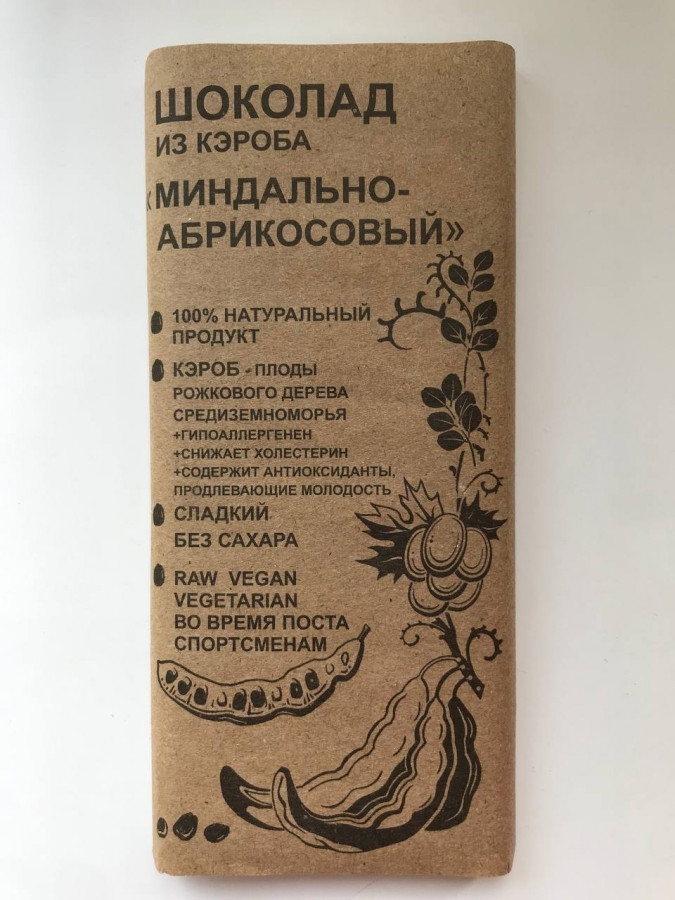 ШОКОЛАД
ИЗ КЭРОБА
«МИНДАЛЬНО-
АБРИКОСОВЫЙ»
100% НАТУРАЛЬНЫЙ
ПРОДУКТ
КЭРОБ - ПЛОДЫ
РОЖКОВОГО ДЕРЕВА
СРЕДИЗЕМНОМОРЬЯ
+ГИПОАЛЛЕРГЕНЕН
+СНИЖАЕТ ХОЛЕСТЕРИН
+СОДЕРЖИТ АНТИОКСИДАНТЫ,
ПРОДЛЕВАЮЩИЕ МОЛОДОСТЬ
СЛАДКИЙ
БЕЗ САХАРА
RAW VEGAN
VEGETARIAN
ВО ВРЕМЯ ПОСТА
СПОРТСМЕНАМ